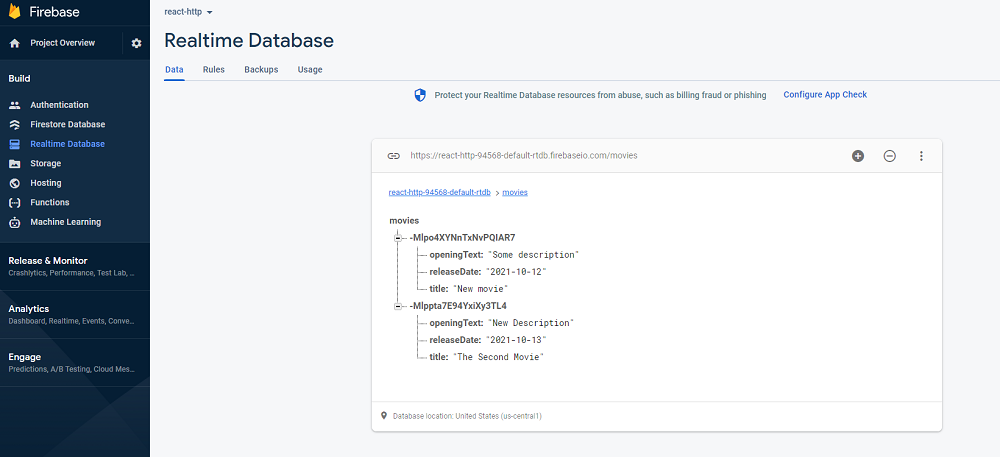 Firebase
Project Overview
Build
Authentication
Firestore Database
Realtime Database
Storage
Hosting
Functions
Machine Learning
Release & Monitor
Crashlytics, Performance, Test Lab, ...
Analytics
Dashboard, Realtime, Events, Conve...
Engage
Predictions, A/B Testing, Cloud Mes...
react-http
Realtime Database
Data Rules Backups Usage
Protect your Realtime Database resources from abuse, such as billing fraud or phishing Configure App Check
https://react-http-94568-default-rtdb.firebaseio.com/movies
react-http-94568-default-rtdb > movies
movies
-Mlpo4XYNnTxNvPQIAR7
openingText: "Some description"
releaseDate: "2021-10-12"
title: "New movie"
-Mlppta7E94YxiXy3TL4
openingText: "New Description"
releaseDate: "2021-10-13"
title: "The Second Movie"
Database location: United States (us-central1)